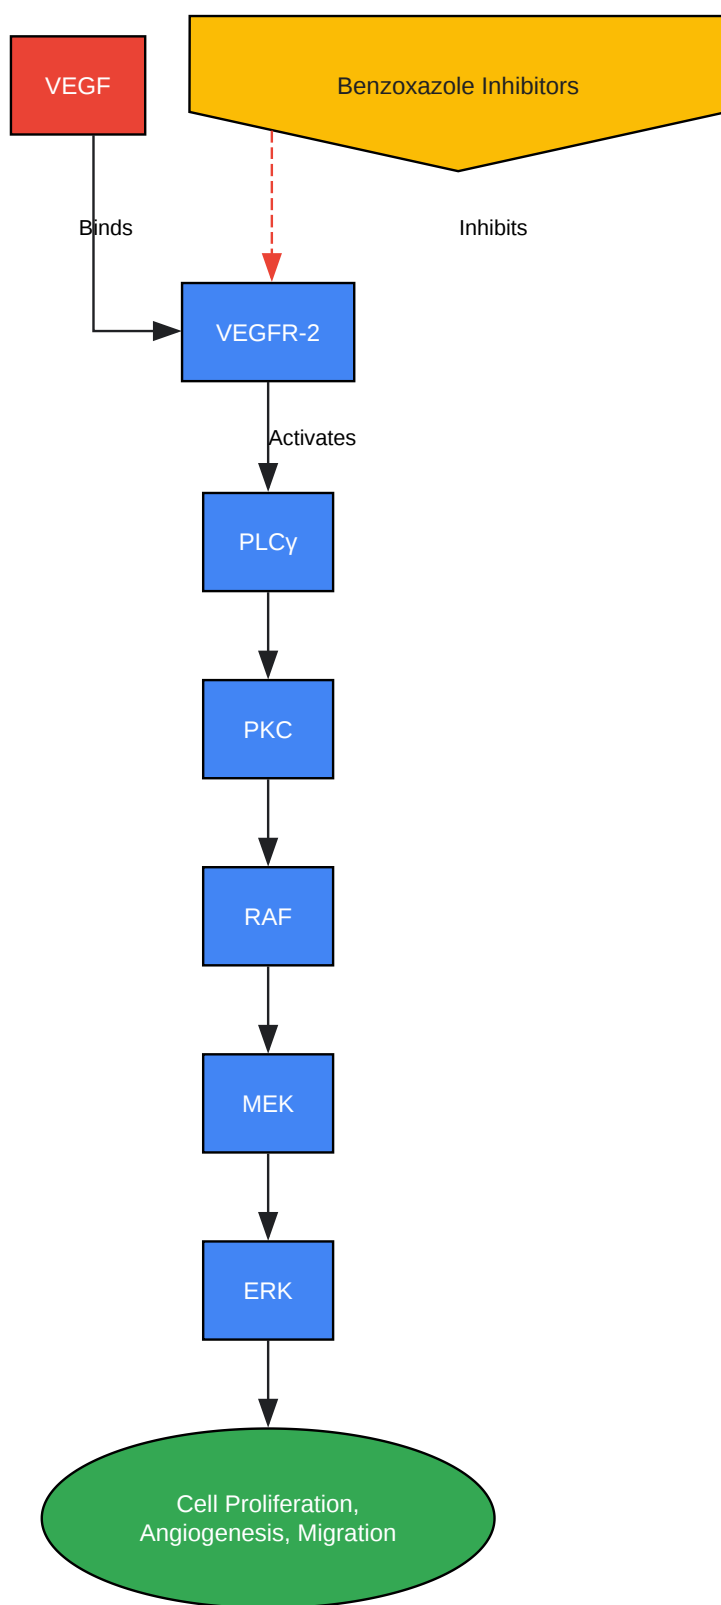 VEGF
Benzoxazole Inhibitors
Binds
Inhibits
VEGFR-2
Activates
PLCγ
PKC
RAF
MEK
ERK
Cell Proliferation,
Angiogenesis, Migration